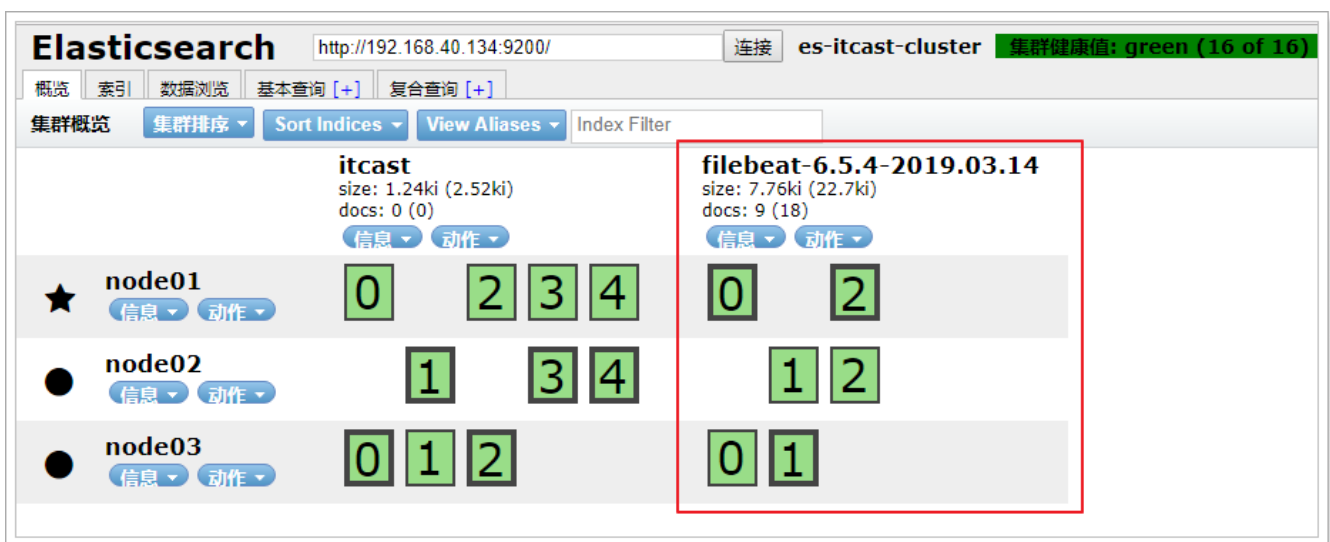 Elasticsearch http://192.168.40.134:9200/ 连接 es-itcast-cluster 集群健康值: green (16 of 16)
概览 索引 数据浏览 基本查询 [+] 复合查询 [+]
集群概览 集群排序 Sort Indices View Aliases Index Filter
itcast filebeat-6.5.4-2019.03.14
size: 1.24ki (2.52ki) size: 7.76ki (22.7ki)
docs: 0 (0) docs: 9 (18)
信息 动作 信息 动作
node01 0 2 3 4 0 2
信息 动作
node02 1 3 4 1 2
信息 动作
node03 0 1 2 0 1
信息 动作